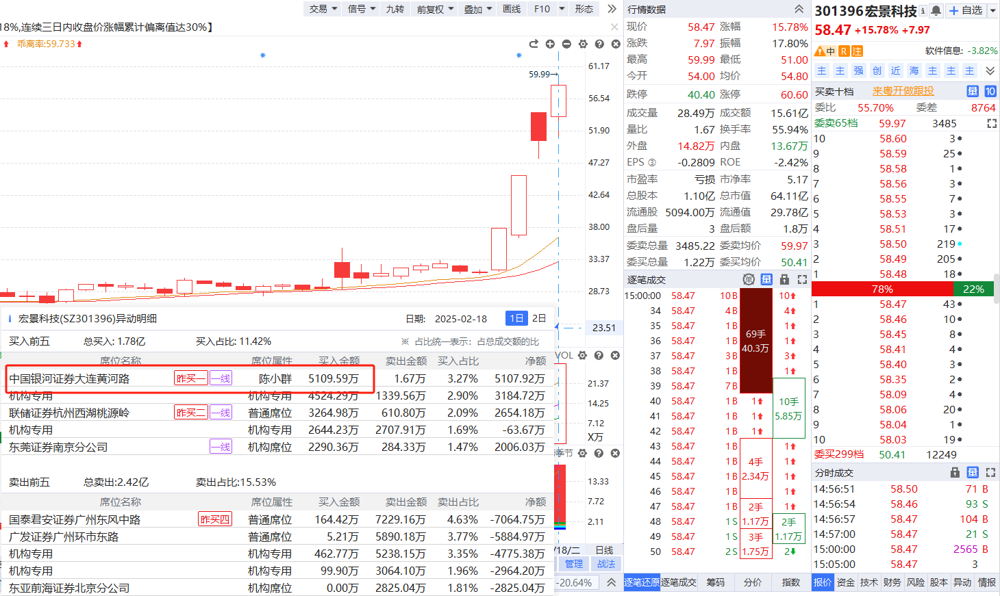 交易 信号 九转 前复权 叠加 画线 F10 形态
18%,连续三日内收盘价涨幅累计偏离值达30%】
乖离率:59.733
59.99
61.17
56.54
51.90
47.27
42.64
38.00
33.37
28.73
23.51
宏景科技(SZ301396)异动明细 日期: 2025-02-18 1日 2日
买入前五 总买入: 1.78亿 买入占比: 11.42% ※ 占比统一表示: 占总成交额的比
席位名称 席位属性 买入金额 卖出金额 买入占比 净额
中国银河证券大连黄河路 昨买一 一线 陈小群 5109.59万 1.67万 3.27% 5107.92万
机构专用 机构专用 4524.29万 1339.56万 2.90% 3184.72万
联储证券杭州西湖桃源岭 昨买二 一线 普通席位 3264.98万 610.80万 2.09% 2654.18万
机构专用 机构专用 2644.23万 2707.91万 1.69% -63.67万
东莞证券南京分公司 一线 机构席位 2290.36万 284.33万 1.47% 2006.03万
卖出前五 总卖出:2.42亿 卖出占比:15.53%
席位名称 席位属性 买入金额 卖出金额 卖出占比 净额
国泰君安证券广州东风中路 昨买四 普通席位 164.42万 7229.16万 4.63% -7064.75万
广发证券广州环市东路 普通席位 5.21万 5890.18万 3.77% -5884.97万
机构专用 机构专用 462.77万 5238.15万 3.35% -4775.38万
机构专用 机构专用 99.90万 3064.10万 1.96% -2964.20万
东亚前海证券北京分公司 机构席位 0.00万 2825.04万 1.81% -2825.04万
VOL
21.37
14.25
7.12
X万
季节
13.33
7.72
2.11
/18/二 日线
管理 战法
-20.64%
行情数据
现价 58.47 涨幅 15.78%
涨跌 7.97 振幅 17.80%
最高 59.99 最低 51.00
今开 54.00 均价 54.80
跌停 40.40 涨停 60.60
成交量 28.49万 成交额 15.61亿
量比 1.67 换手率 55.94%
外盘 14.82万 内盘 13.67万
EPS ③ -0.2809 ROE -2.42%
市盈率 亏损 市净率 5.17
总股本 1.10亿 总市值 64.11亿
流通股 5094.00万 流通值 29.78亿
盘后量 3 盘后额 1.8万
委卖总量 3485.22 委卖均价 59.97
委买总量 1.22万 委买均价 50.41
逐笔成交 单 量
15:00:00 58.47 10 B 10
34 58.47 4 B 4
35 58.47 1 B 1
36 58.47 1 B 1
37 58.47 3 B 3
38 58.47 1 B 1
39 58.47 7 B
40 58.47 1 B 1
41 58.47 1 B 1
42 58.47 1 B 1
43 58.47 1 B 1
44 58.47 1 B 1
45 58.47 1 B 1
46 58.47 1 B 1
47 58.47 1 B 1
48 58.47 1 S
49 58.47 1 S
50 58.47 2 S 2
69手
40.3万
10手
5.85万
4手
2.34万
2手
1.17万
2手
1.17万
3手
1.75万
逐笔还原 逐笔成交 筹码 分价 指数
301396宏景科技 自选
58.47 +15.78% +7.97
中 R 注 软件信息: -3.82%
主 主 强 创 近 海 主 主 主
买卖十档 来粤开做跟投 量 10
委比 55.70% 委差 8764
委卖65档 59.97 3485
10 58.60 3
9 58.59 25
8 58.58 1
7 58.56 3
6 58.55 7
5 58.53 3
4 58.51 17
3 58.50 219
2 58.49 205
1 58.48 18
78% 22%
1 58.47 43
2 58.46 10
3 58.45 8
4 58.41 9
5 58.40 3
6 58.35 2
7 58.09 4
8 58.06 20
9 58.04 1
10 58.03 19
委买299档 50.41 12249
分时成交 量
14:56:51 58.50 71 B
14:56:54 58.46 93 S
14:56:57 58.47 104 B
14:57:00 58.47 21 S
15:00:00 58.47 2565 B
15:05:00 58.47 3
报价 资金 技术 财务 风险 股本 异动 情报